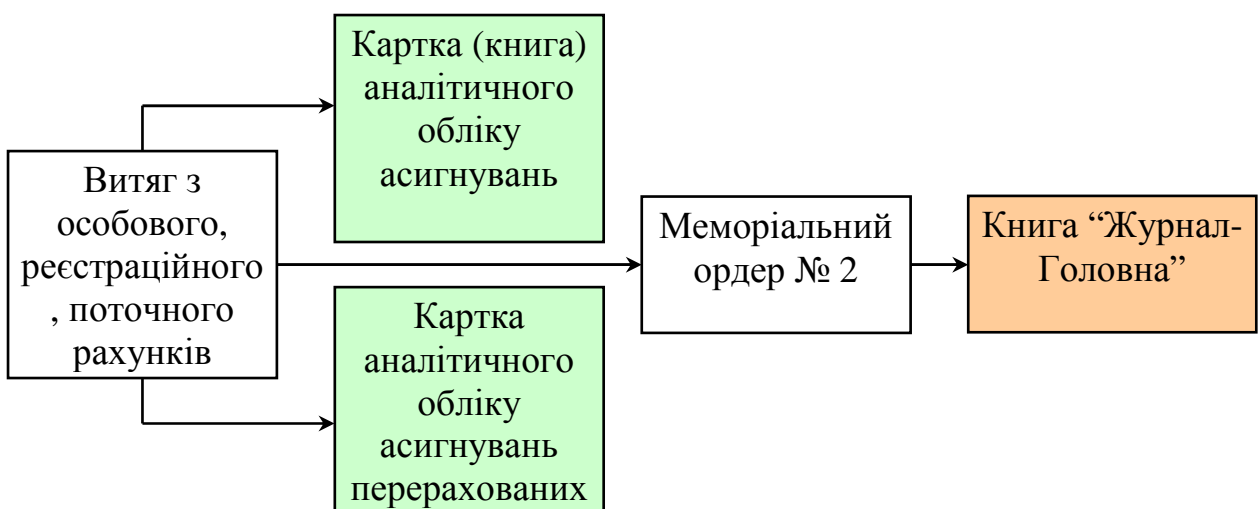 Витяг з
особового,
реєстраційного
, поточного
рахунків
Картка (книга)
аналітичного
обліку
асигнувань
Картка
аналітичного
обліку
асигнувань
перерахованих
Меморіальний
ордер № 2
Книга “Журнал-
Головна”